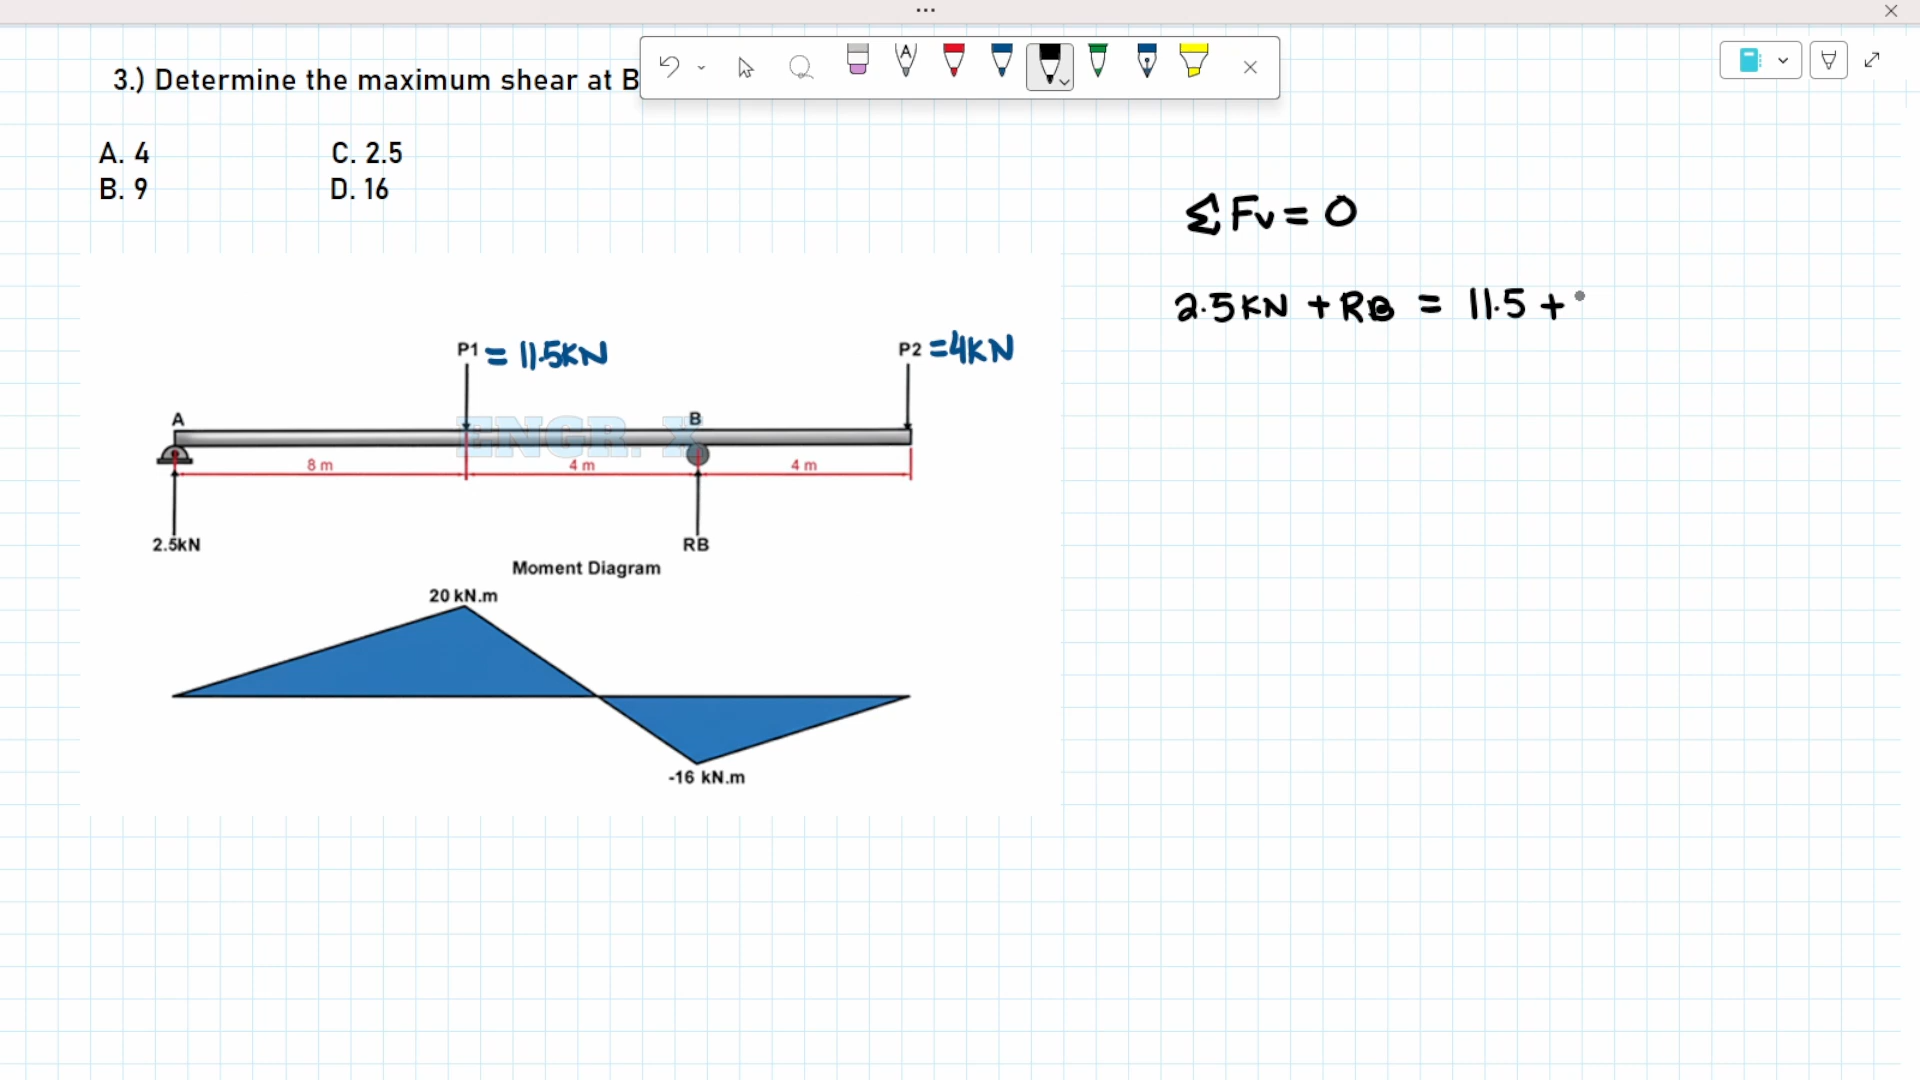 3.) Determine the maximum shear at B
A. 4
C. 2.5
B. 9
D. 16
ΣFv = 0
2.5KN + RB = 11.5 +
P1 = 11.5KN
P2 = 4KN
A
B
ENGR. X
8 m
4 m
4 m
2.5kN
RB
Moment Diagram
20 kN.m
-16 kN.m